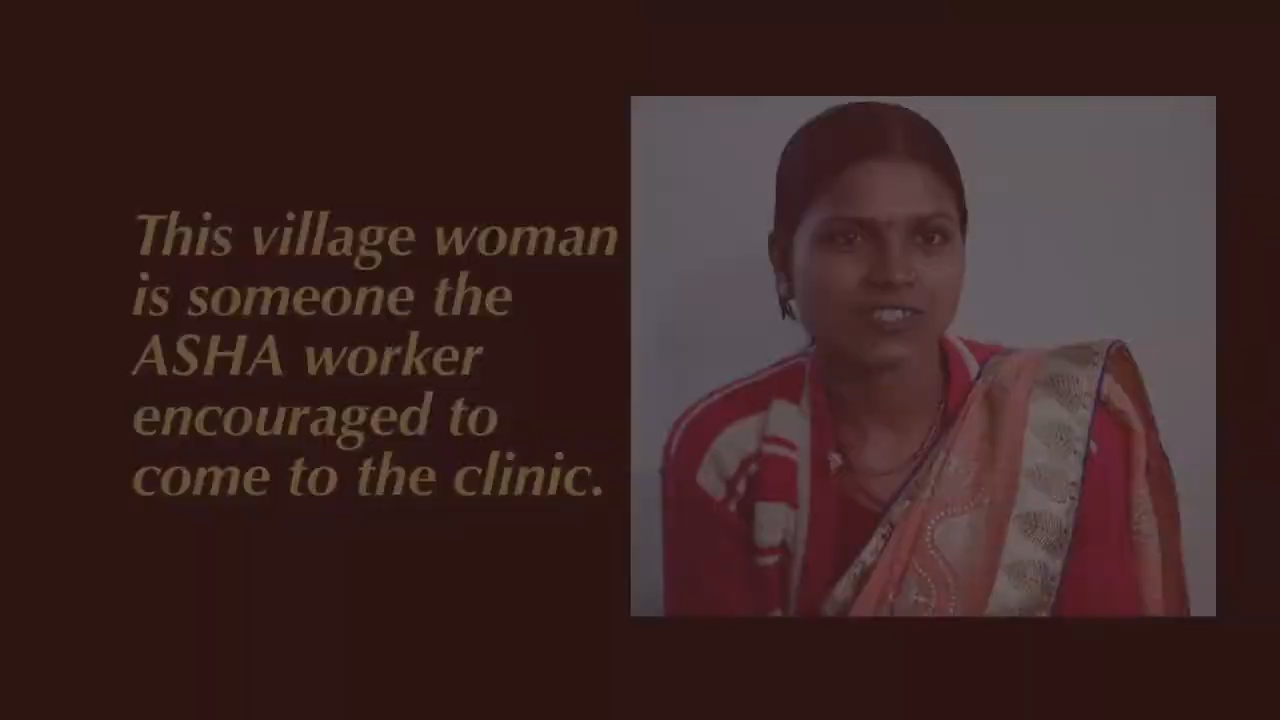 This village woman
is someone the
ASHA worker
encouraged to
come to the clinic.